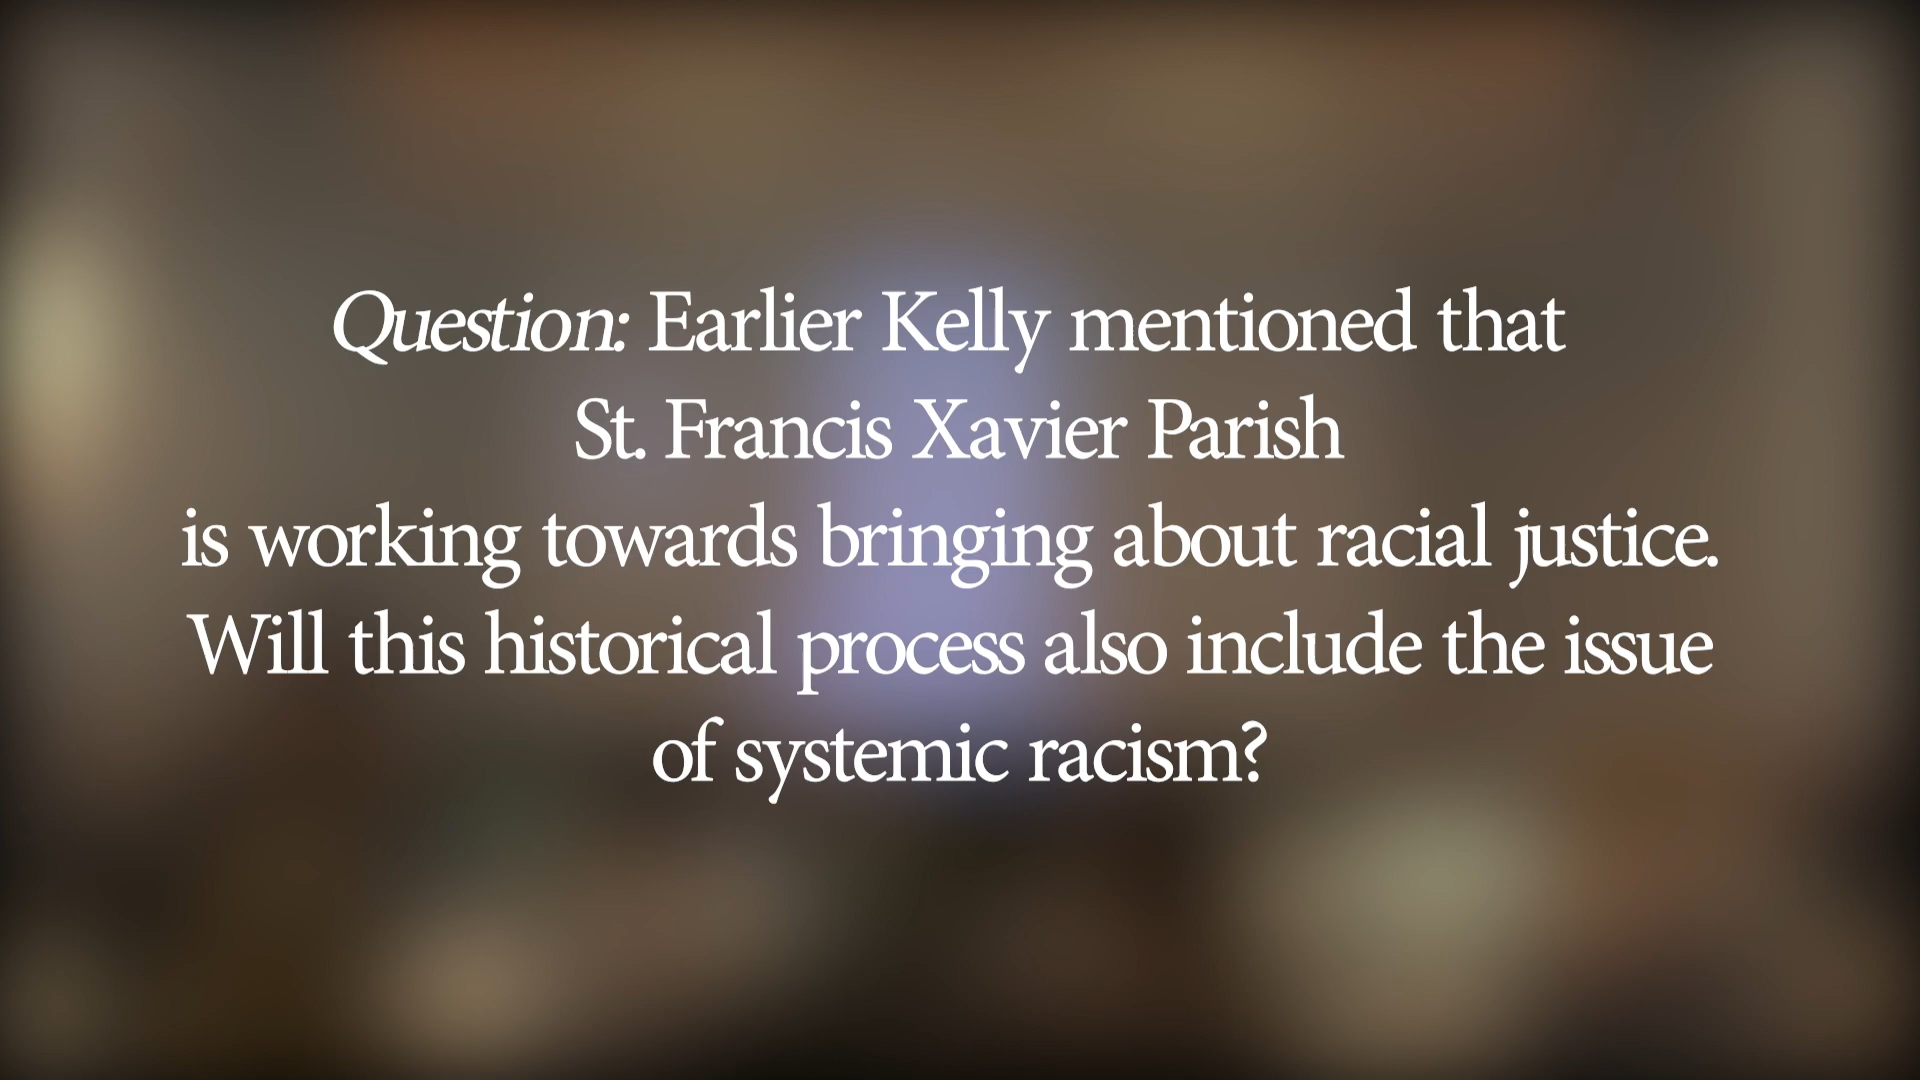 Question: Earlier Kelly mentioned that
St. Francis Xavier Parish
is working towards bringing about racial justice.
Will this historical process also include the issue
of systemic racism?